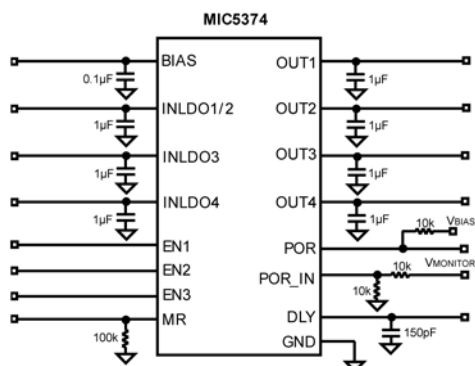 MIC5374
BIAS
OUT1
0.1µF
1µF
INLDO1/2
OUT2
1µF
1µF
INLDO3
OUT3
1µF
1µF
INLDO4
OUT4
1µF
1µF
VBIAS
10k
EN1
POR
VMONITOR
EN2
POR_IN
10k
10k
EN3
MR
DLY
100k
150pF
GND